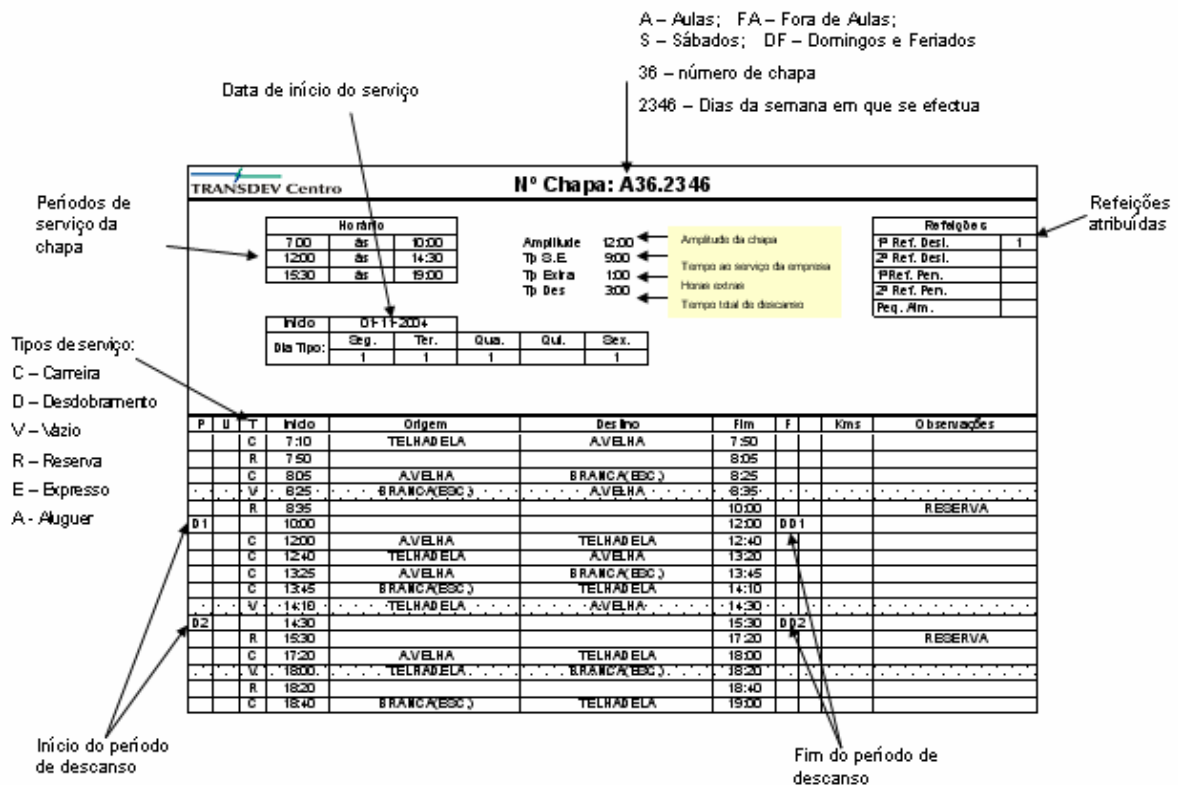 A – Aulas; FA – Fora de Aulas;
S – Sábados; DF – Domingos e Feriados
36 – número de chapa
2346 – Dias da semana em que se efectua
Data de início do serviço
TRANSDEV Centro
Nº Chapa: A36.2346
Períodos de serviço da chapa
Refeições atribuídas
Horário
7:00 às 10:00
12:00 às 14:30
15:30 às 19:00
Amplitude 12:00
Tp S.E. 9:00
Tp Extra 1:00
Tp Des 3:00
Amplitude da chapa
Tempo ao serviço da empresa
Horas extras
Tempo total de descanso
Refeições
1ª Ref. Desl. 1
2ª Ref. Desl.
1ª Ref. Pen.
2ª Ref. Pen.
Peq. Alm.
Início 01-11-2004
Dia Tipo: Seg. Ter. Qua. Qui. Sex.
1 1 1 1
Tipos de serviço:
C – Carreira
D – Desdobramento
V – Vazio
R – Reserva
E – Expresso
A - Aluguer
P U T Início Origem Destino Fim F Kms Observações
C 7:10 TELHADELA A.VELHA 7:50
R 7:50 8:05
C 8:05 A.VELHA BRANCA(ESC.) 8:25
V 8:25 BRANCA(ESC.) A.VELHA 8:35
R 8:35 10:00 RESERVA
D1 10:00 12:00 DD1
C 12:00 A.VELHA TELHADELA 12:40
C 12:40 TELHADELA A.VELHA 13:20
C 13:25 A.VELHA BRANCA(ESC.) 13:45
C 13:45 BRANCA(ESC.) TELHADELA 14:10
V 14:10 TELHADELA A.VELHA 14:30
D2 14:30 15:30 DD2
R 15:30 17:20 RESERVA
C 17:20 A.VELHA TELHADELA 18:00
V 18:00 TELHADELA BRANCA(ESC.) 18:20
R 18:20 18:40
C 18:40 BRANCA(ESC.) TELHADELA 19:00
Início do período de descanso
Fim do período de descanso